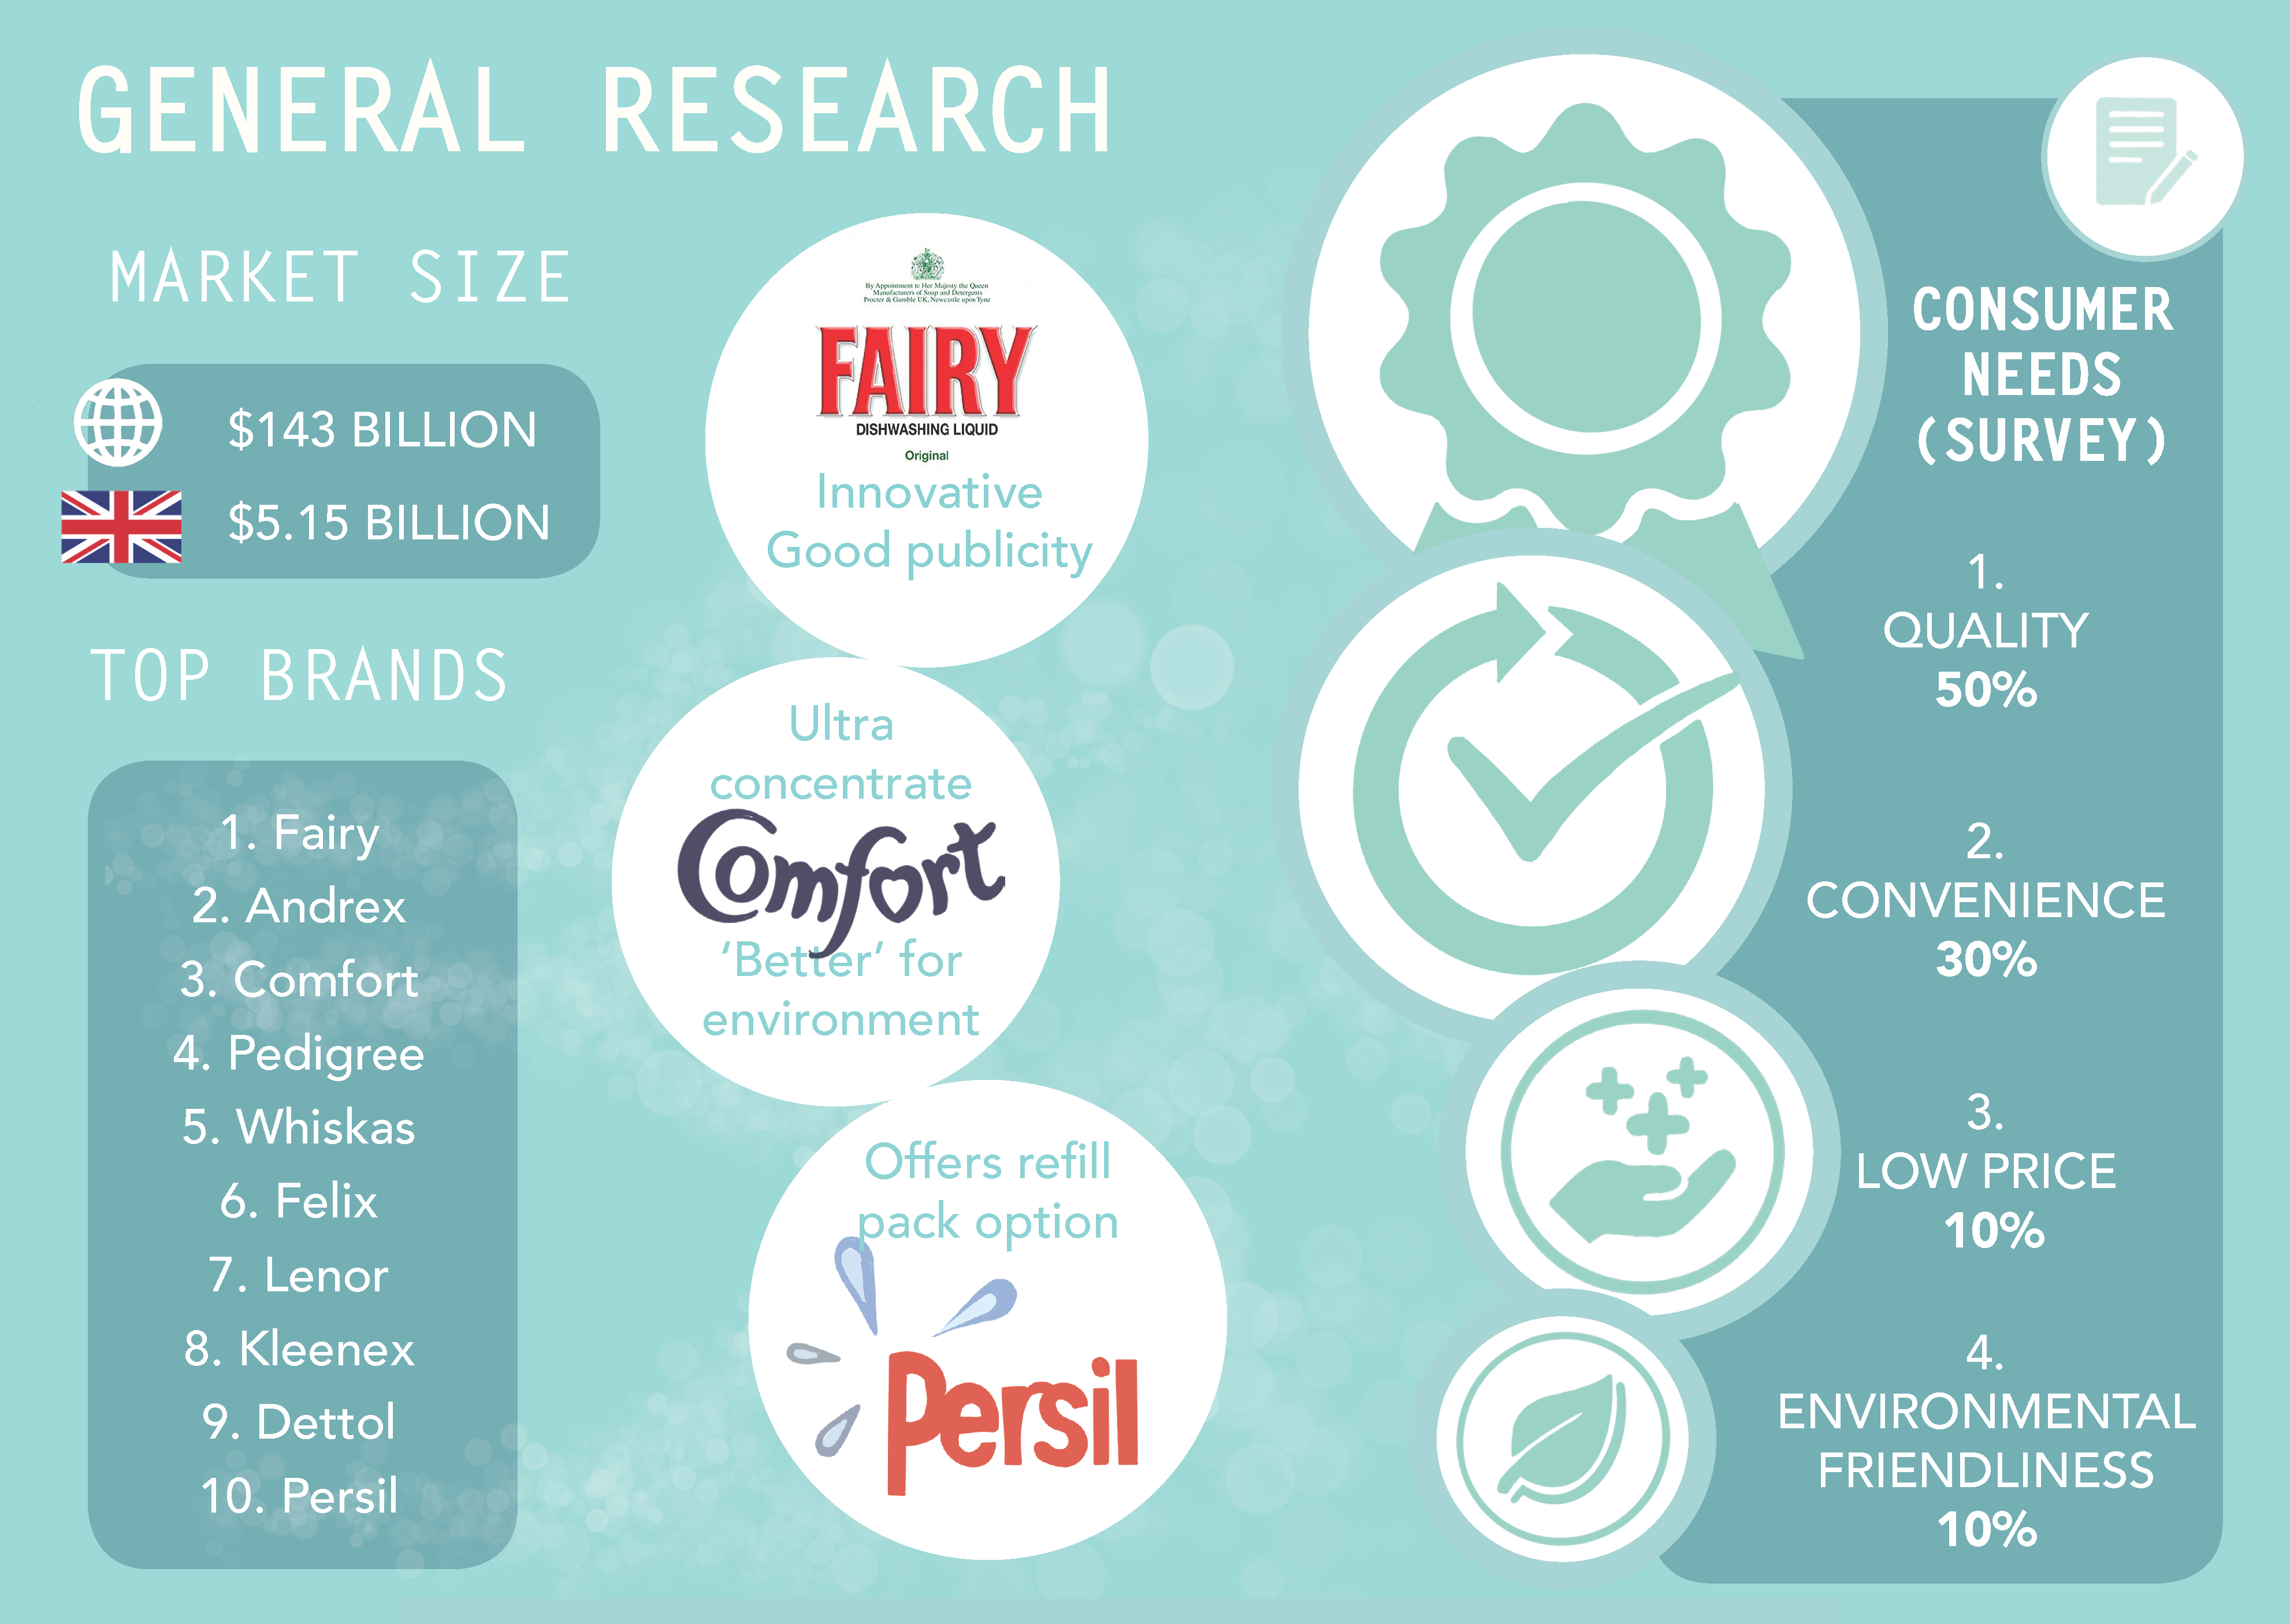 GENERAL RESEARCH
MARKET SIZE
$143 BILLION
$5.15 BILLION
TOP BRANDS
1. Fairy
2. Andrex
3. Comfort
4. Pedigree
5. Whiskas
6. Felix
7. Lenor
8. Kleenex
9. Dettol
10. Persil
By Appointment to Her Majesty the Queen
Manufacturers of Soap and Detergents
Procter & Gamble UK, Newcastle upon Tyne
FAIRY
DISHWASHING LIQUID
Original
Innovative
Good publicity
Ultra
concentrate
Comfort
‘Better’ for
environment
Offers refill
pack option
Persil
CONSUMER
NEEDS
(SURVEY)
1.
QUALITY
50%
2.
CONVENIENCE
30%
3.
LOW PRICE
10%
4.
ENVIRONMENTAL
FRIENDLINESS
10%